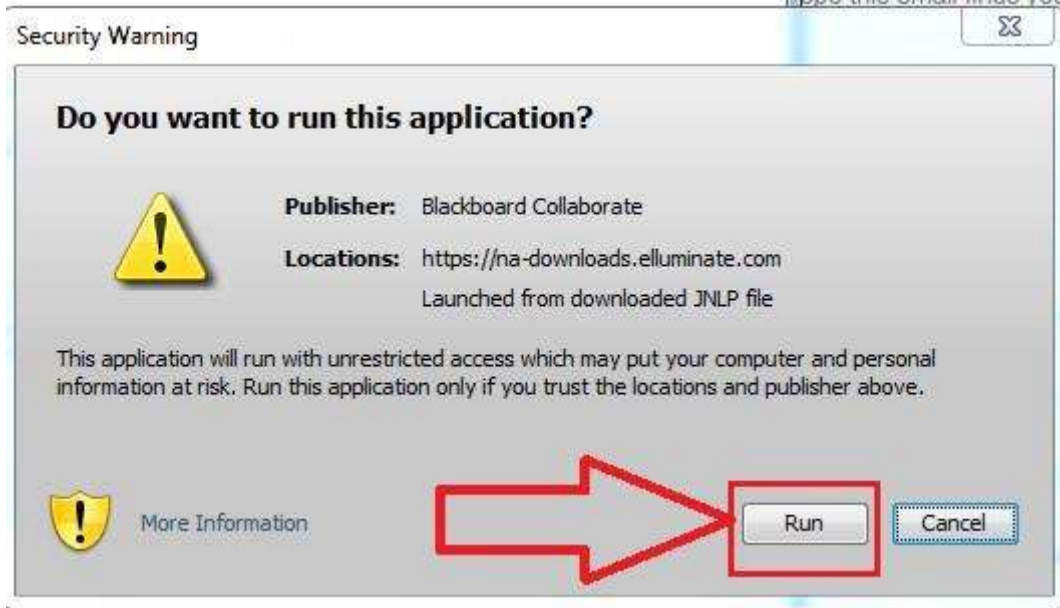 Security Warning
Do you want to run this application?
Publisher: Blackboard Collaborate
Locations: https://na-downloads.elluminate.com
Launched from downloaded JNLP file
This application will run with unrestricted access which may put your computer and personal
information at risk. Run this application only if you trust the locations and publisher above.
More Information
Run
Cancel